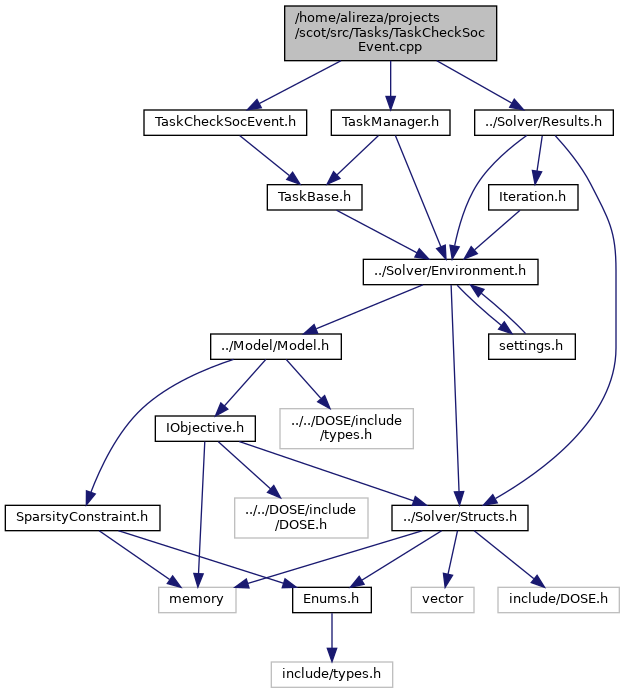 /home/alireza/projects
/scot/src/Tasks/TaskCheckSoc
Event.cpp
TaskCheckSocEvent.h
TaskManager.h
../Solver/Results.h
TaskBase.h
Iteration.h
../Solver/Environment.h
../Model/Model.h
settings.h
IObjective.h
../../DOSE/include
/types.h
SparsityConstraint.h
../../DOSE/include
/DOSE.h
../Solver/Structs.h
memory
Enums.h
vector
include/DOSE.h
include/types.h